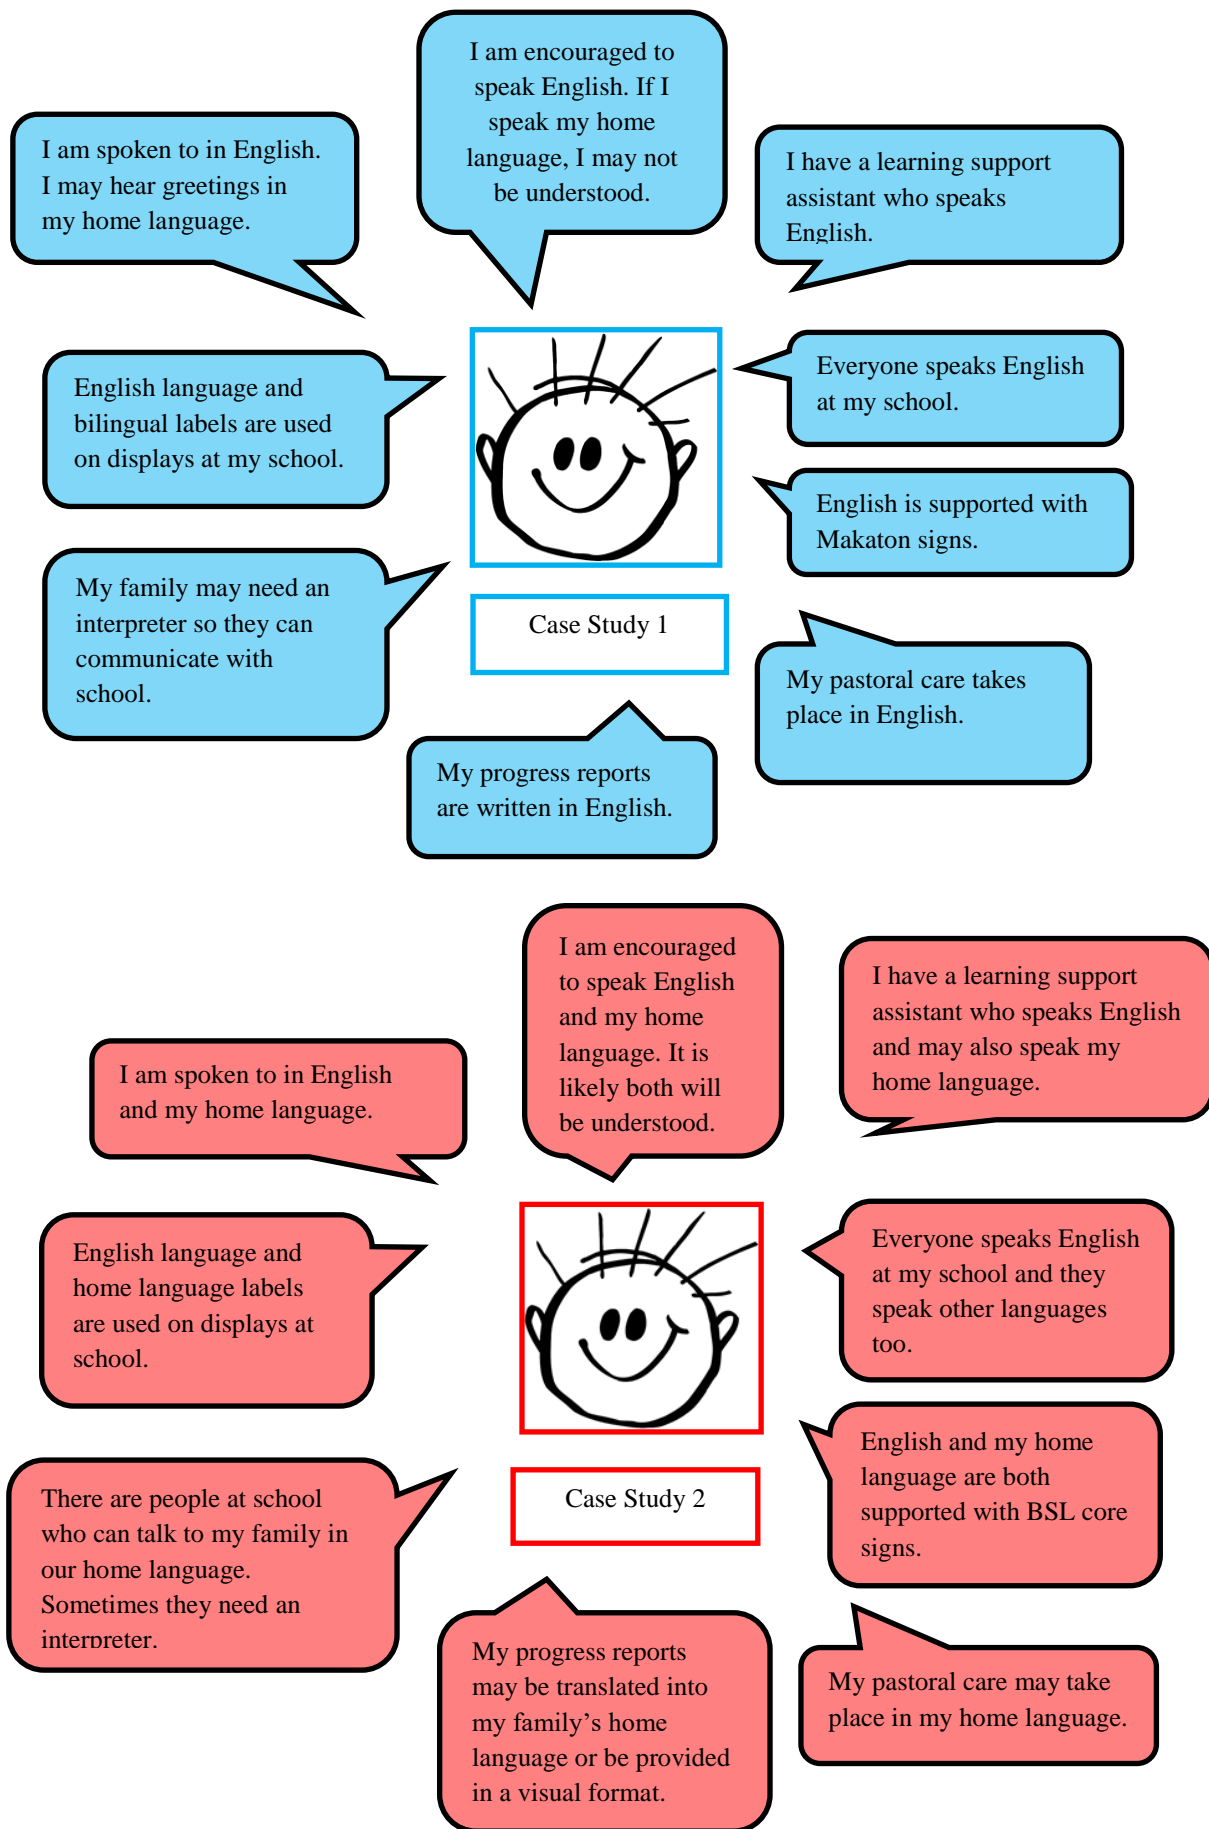 I am encouraged to
speak English. If I
speak my home
language, I may not
be understood.
I am spoken to in English.
I may hear greetings in
my home language.
I have a learning support
assistant who speaks
English.
English language and
bilingual labels are used
on displays at my school.
Everyone speaks English
at my school.
English is supported with
Makaton signs.
My family may need an
interpreter so they can
communicate with
school.
Case Study 1
My pastoral care takes
place in English.
My progress reports
are written in English.
I am encouraged
to speak English
and my home
language. It is
likely both will
be understood.
I have a learning support
assistant who speaks English
and may also speak my
home language.
I am spoken to in English
and my home language.
English language and
home language labels
are used on displays at
school.
Everyone speaks English
at my school and they
speak other languages
too.
English and my home
language are both
supported with BSL core
signs.
There are people at school
who can talk to my family in
our home language.
Sometimes they need an
interpreter.
Case Study 2
My progress reports
may be translated into
my family’s home
language or be provided
in a visual format.
My pastoral care may take
place in my home language.